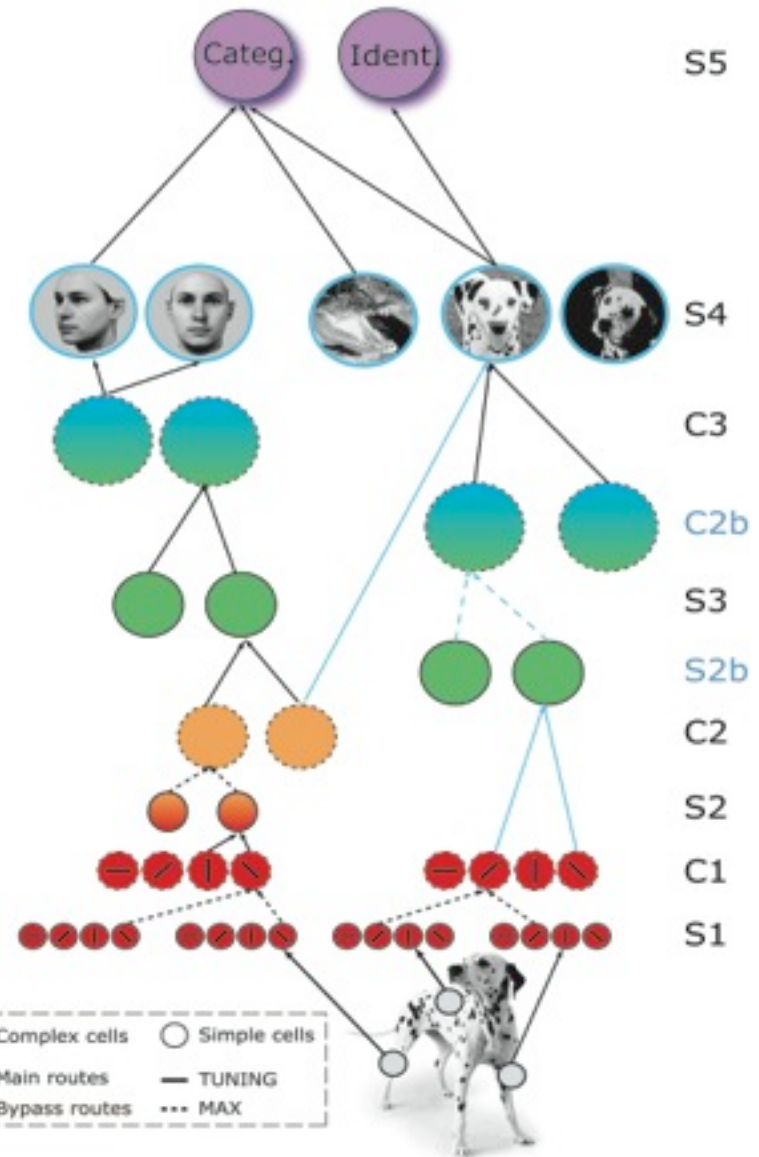 Categ.
Ident.
S5
S4
C3
C2b
S3
S2b
C2
S2
C1
S1
Complex cells
Simple cells
Main routes
TUNING
Bypass routes
MAX